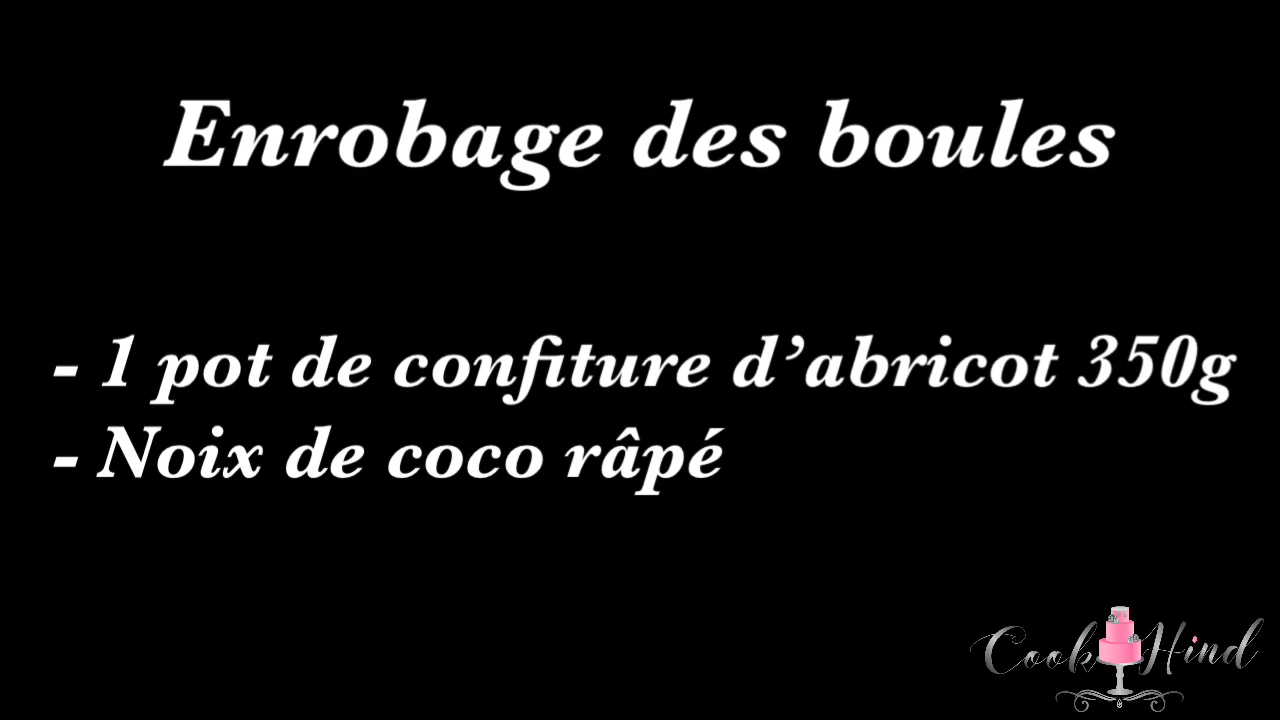 Enrobage des boules
- 1 pot de confiture d’abricot 350g
- Noix de coco râpé
Cook Hind